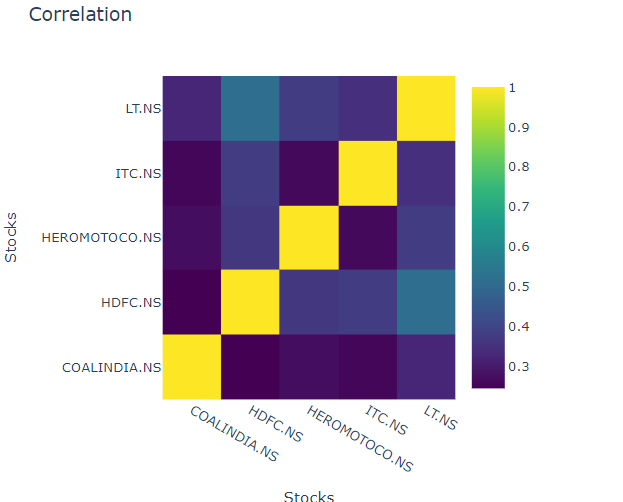 Correlation
LT.NS
ITC.NS
HEROMOTOCO.NS
HDFC.NS
COALINDIA.NS
Stocks
COALINDIA.NS
HDFC.NS
HEROMOTOCO.NS
ITC.NS
LT.NS
Stocks
1
0.9
0.8
0.7
0.6
0.5
0.4
0.3